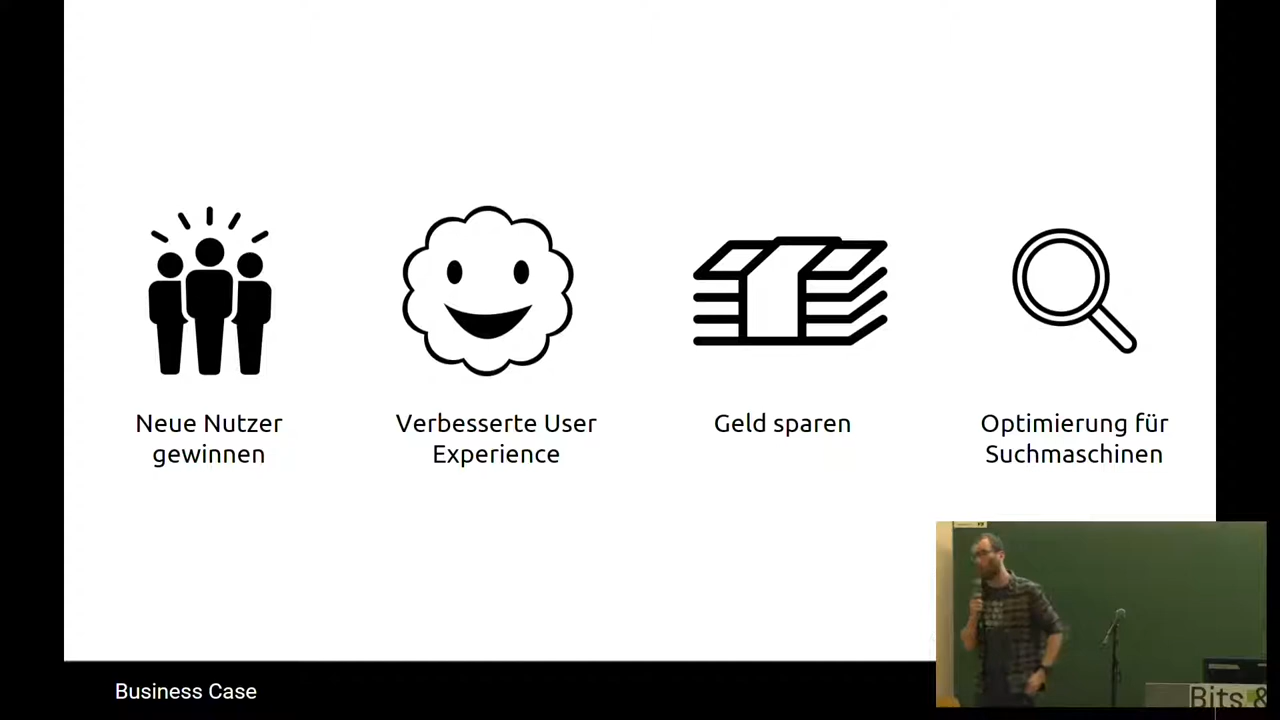 Neue Nutzer
gewinnen
Verbesserte User
Experience
Geld sparen
Optimierung für
Suchmaschinen
Business Case
Bits &